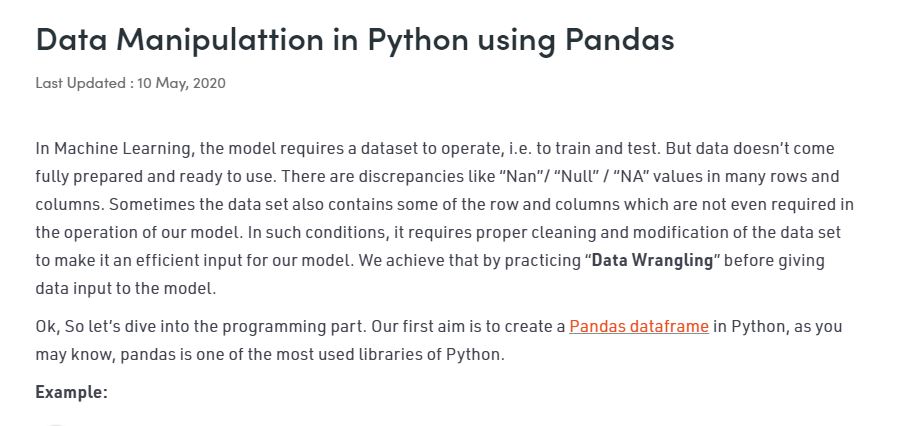 Data Manipulattion in Python using Pandas
Last Updated : 10 May, 2020
In Machine Learning, the model requires a dataset to operate, i.e. to train and test. But data doesn’t come
fully prepared and ready to use. There are discrepancies like “Nan”/ “Null” / “NA” values in many rows and
columns. Sometimes the data set also contains some of the row and columns which are not even required in
the operation of our model. In such conditions, it requires proper cleaning and modification of the data set
to make it an efficient input for our model. We achieve that by practicing “Data Wrangling” before giving
data input to the model.
Ok, So let’s dive into the programming part. Our first aim is to create a Pandas dataframe in Python, as you
may know, pandas is one of the most used libraries of Python.
Example: